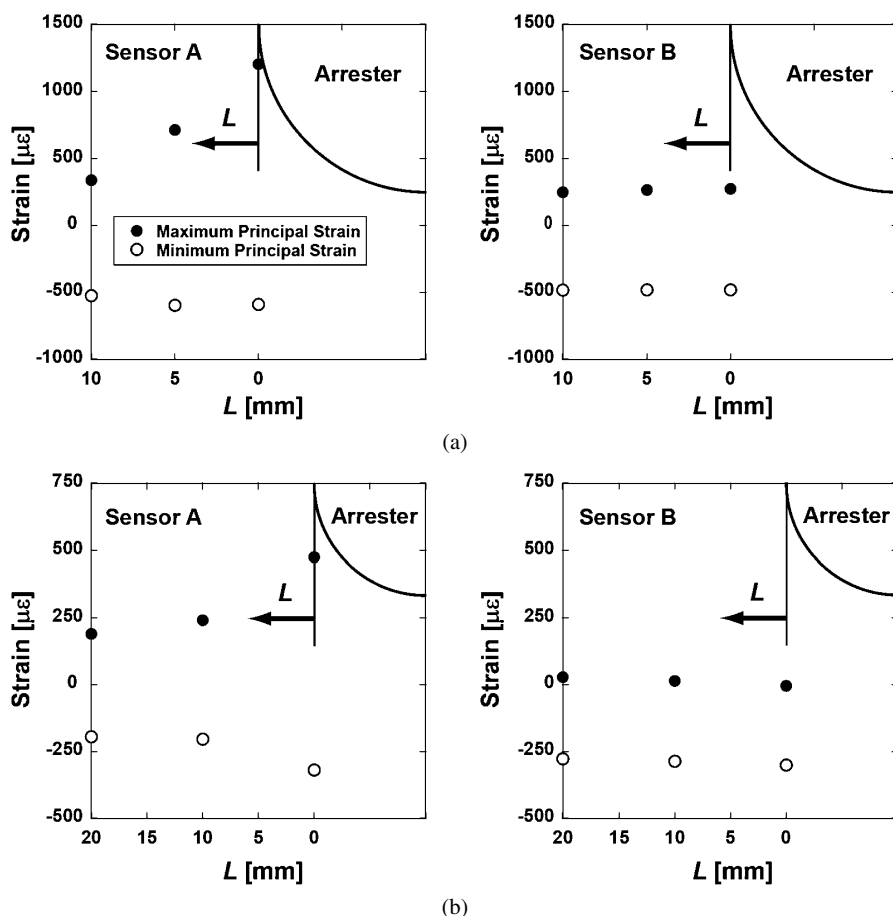 1500
1000
500
0
-500
-1000
Strain [µε]
Sensor A
Arrester
L
Maximum Principal Strain
Minimum Principal Strain
10
5
0
L [mm]
1500
1000
500
0
-500
-1000
Strain [µε]
Sensor B
Arrester
L
10
5
0
L [mm]
(a)
750
500
250
0
-250
-500
Strain [µε]
Sensor A
Arrester
L
20
15
10
5
0
L [mm]
750
500
250
0
-250
-500
Strain [µε]
Sensor B
Arrester
L
20
15
10
5
0
L [mm]
(b)